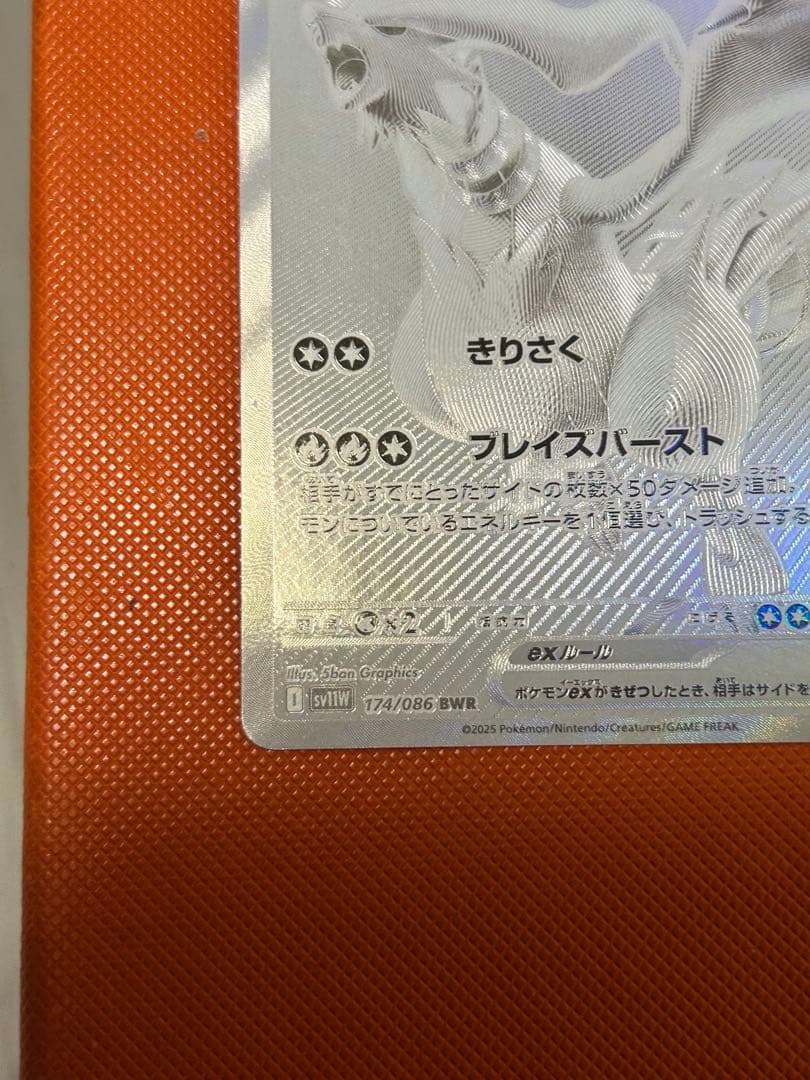 きりさく
ブレイズバースト
相手がすでにとったサイドの枚数×50ダメージ追加。
モンについているエネルギーを1個選び、トラッシュする
×2
にげる
exルール
Illus. 5ban Graphics
ポケモンexがきぜつしたとき、相手はサイドを
I sv11W 174/086 BWR
©2025 Pokémon/Nintendo/Creatures/GAME FREAK